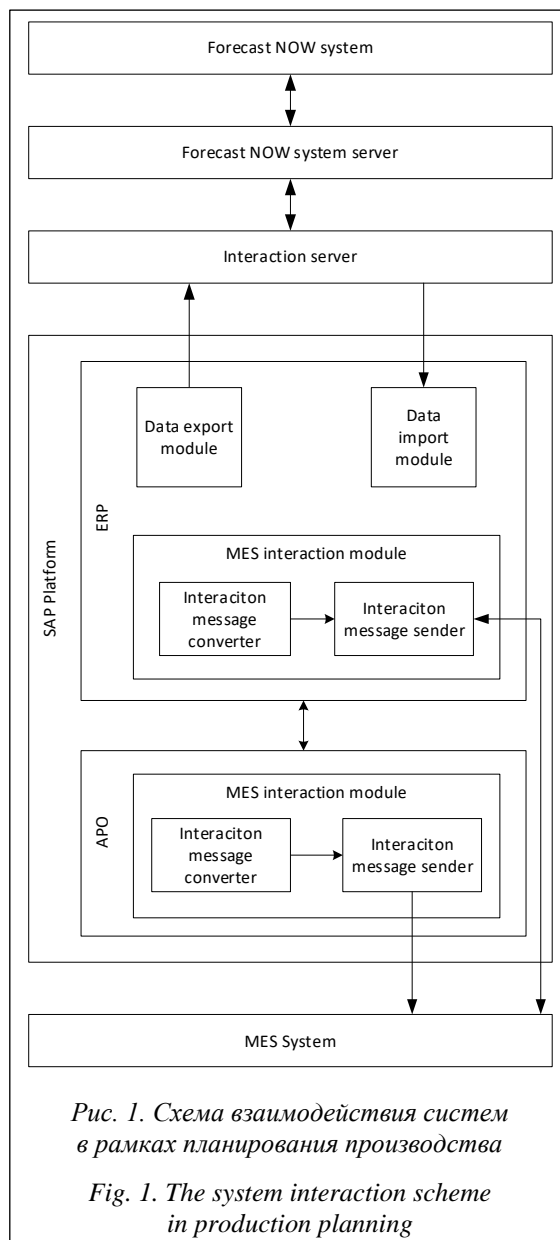 Forecast NOW system
Forecast NOW system server
Interaction server
SAP Platform
ERP
Data export
module
Data
import
module
MES interaction module
Interaciton
message
converter
Interaciton
message sender
APO
MES interaction module
Interaciton
message
converter
Interaciton
message sender
MES System
Рис. 1. Схема взаимодействия систем
в рамках планирования производства
Fig. 1. The system interaction scheme
in production planning